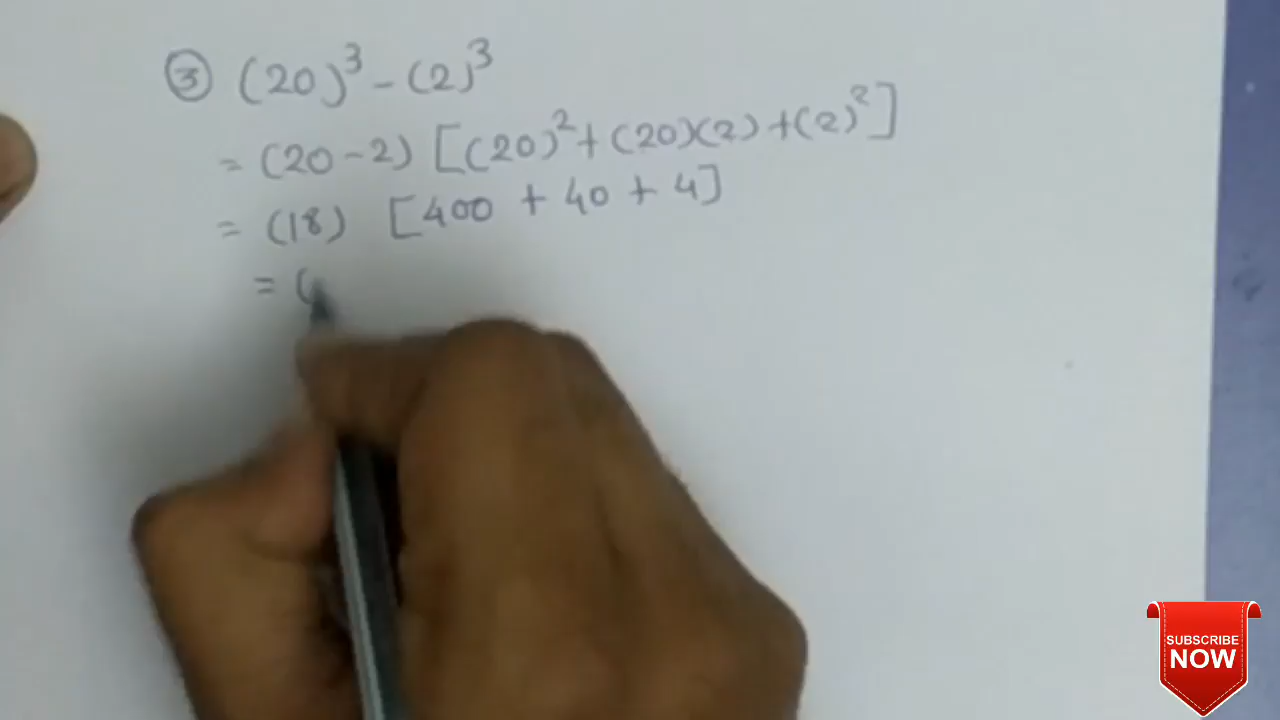 ③ (20)³ - (2)³
= (20 - 2) [(20)² + (20)(2) + (2)²]
= (18) [400 + 40 + 4]
= (
SUBSCRIBE
NOW